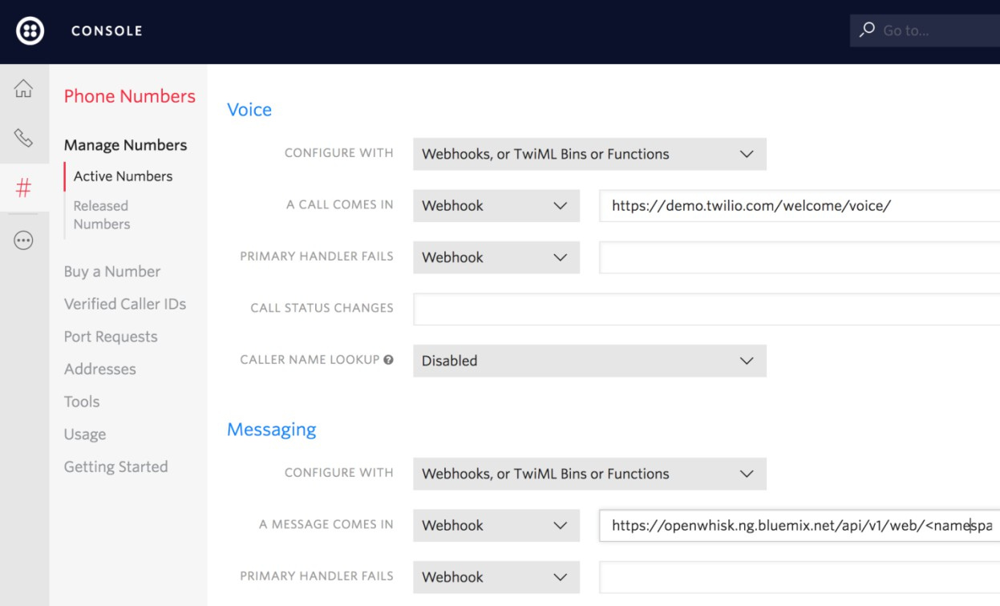 CONSOLE
Go to...
Phone Numbers
Manage Numbers
Active Numbers
Released
Numbers
Buy a Number
Verified Caller IDs
Port Requests
Addresses
Tools
Usage
Getting Started
Voice
CONFIGURE WITH Webhooks, or TwiML Bins or Functions
A CALL COMES IN Webhook https://demo.twilio.com/welcome/voice/
PRIMARY HANDLER FAILS Webhook
CALL STATUS CHANGES
CALLER NAME LOOKUP Disabled
Messaging
CONFIGURE WITH Webhooks, or TwiML Bins or Functions
A MESSAGE COMES IN Webhook https://openwhisk.ng.bluemix.net/api/v1/web/<namespa
PRIMARY HANDLER FAILS Webhook